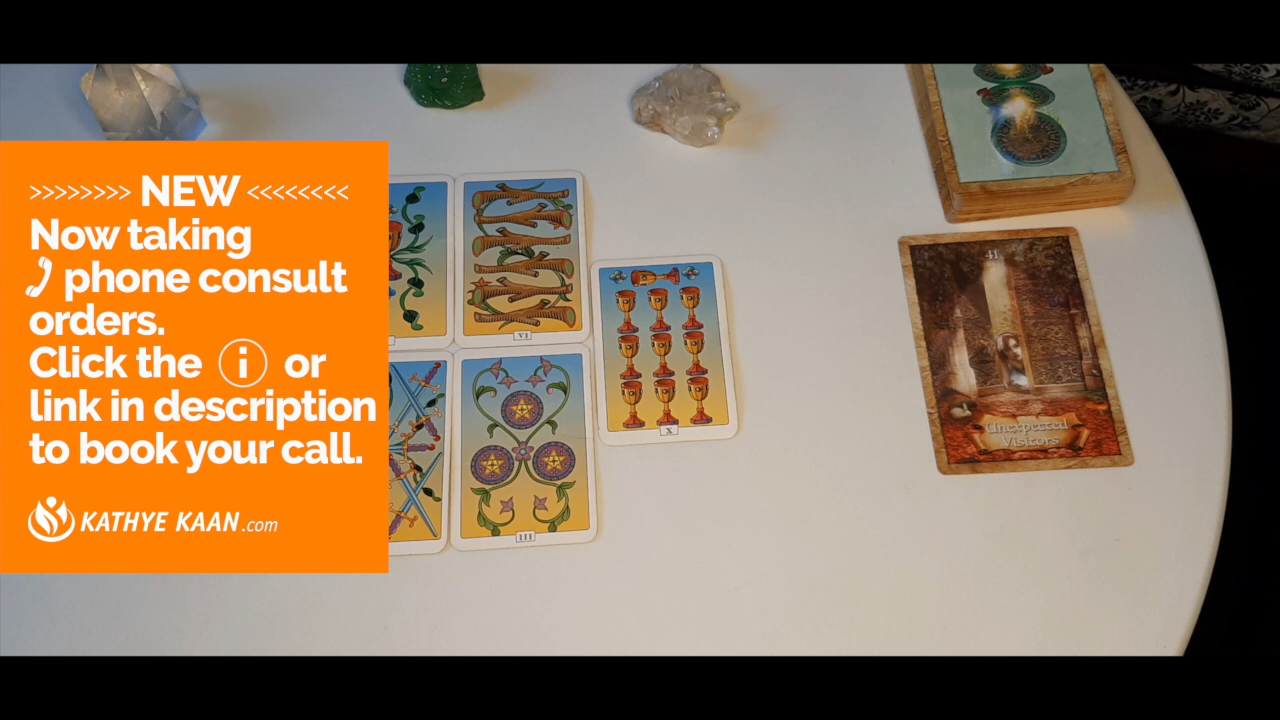 >>>>>>>> NEW <<<<<<<<
Now taking
phone consult
orders.
Click the i or
link in description
to book your call.
KATHYE KAAN.com
VI
III
X
41
Unexpected
Visitors